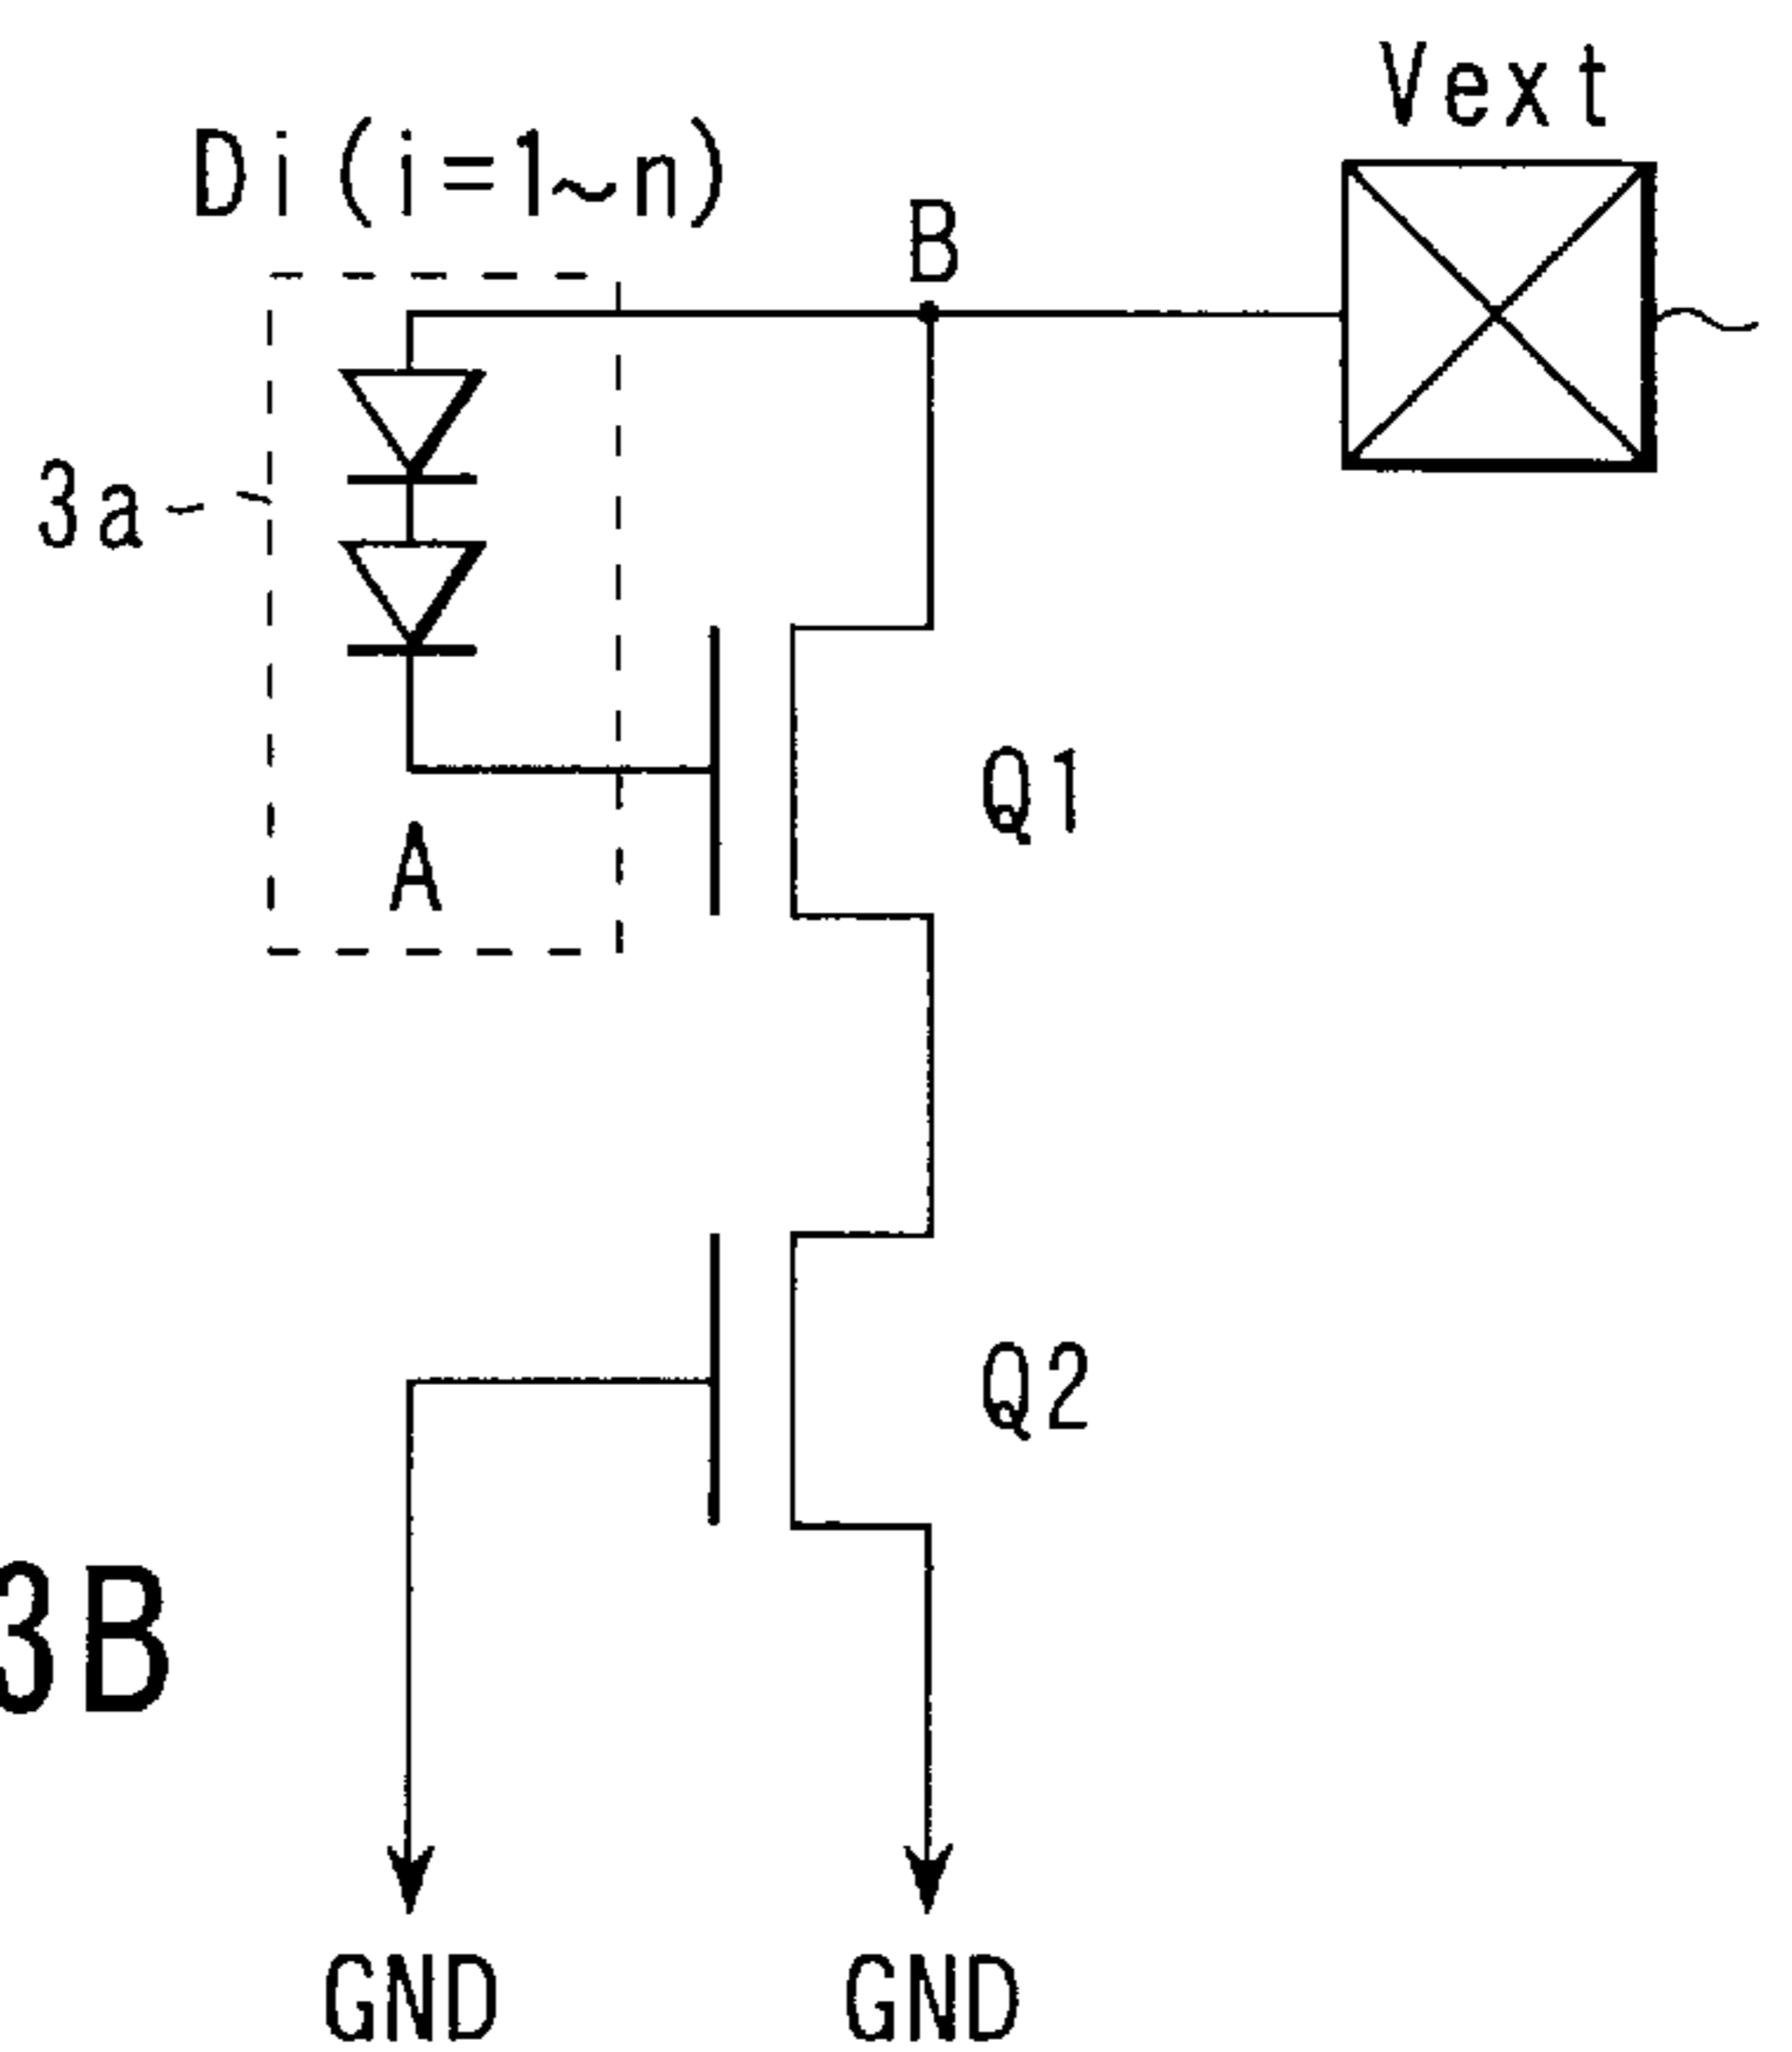 Vext
Di(i=1~n)
B
3a
A
Q1
Q2
3B
GND GND